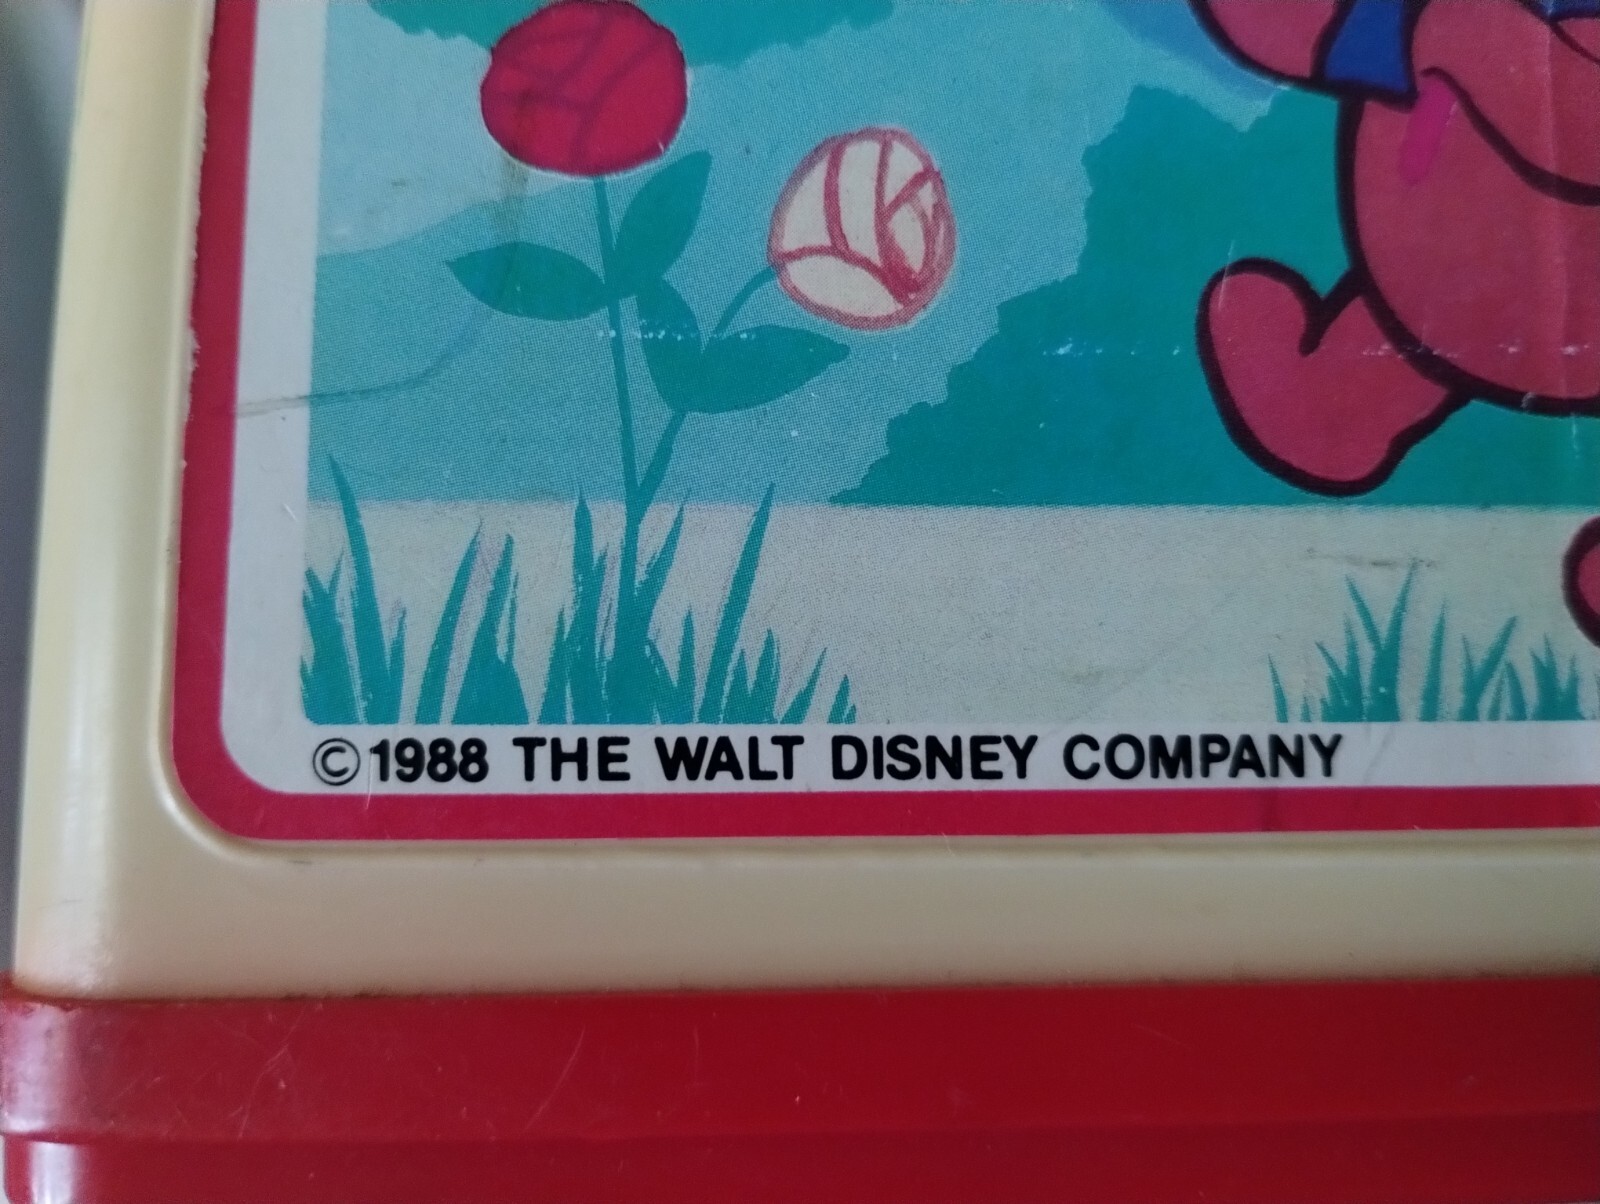 ©1988 THE WALT DISNEY COMPANY